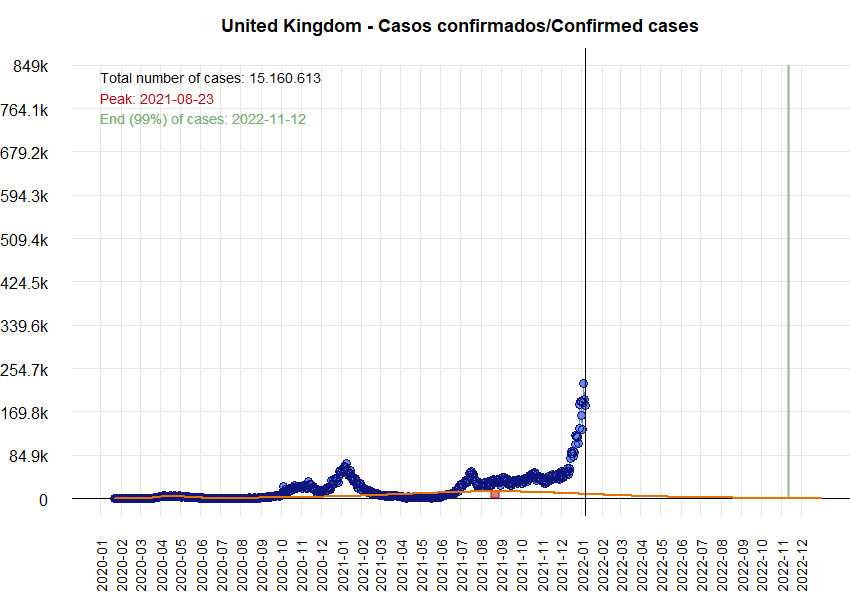 United Kingdom - Casos confirmados/Confirmed cases
849k
Total number of cases: 15.160.613
Peak: 2021-08-23
764.1k
End (99%) of cases: 2022-11-12
679.2k
594.3k
509.4k
424.5k
339.6k
254.7k
169.8k
84.9k
0
2020-01
2020-02
2020-03
2020-04
2020-05
2020-06
2020-07
2020-08
2020-09
2020-10
2020-11
2020-12
2021-01
2021-02
2021-03
2021-04
2021-05
2021-06
2021-07
2021-08
2021-09
2021-10
2021-11
2021-12
2022-01
2022-02
2022-03
2022-04
2022-05
2022-06
2022-07
2022-08
2022-09
2022-10
2022-11
2022-12